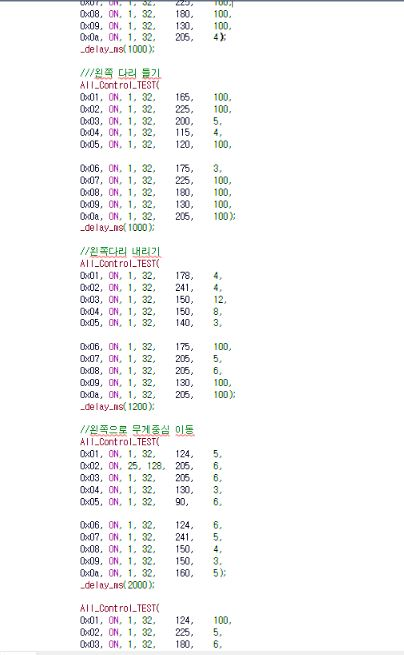 0x07, ON, 1, 32, 225, 100,
0x08, ON, 1, 32, 180, 100,
0x09, ON, 1, 32, 130, 100,
0x0a, ON, 1, 32, 205, 4);
_delay_ms(1000);
///왼쪽 다리 들기
All_Control_TEST(
0x01, ON, 1, 32, 165, 100,
0x02, ON, 1, 32, 225, 100,
0x03, ON, 1, 32, 200, 5,
0x04, ON, 1, 32, 115, 4,
0x05, ON, 1, 32, 120, 100,
0x06, ON, 1, 32, 175, 3,
0x07, ON, 1, 32, 225, 100,
0x08, ON, 1, 32, 180, 100,
0x09, ON, 1, 32, 130, 100,
0x0a, ON, 1, 32, 205, 100);
_delay_ms(1000);
//왼쪽다리 내리기
All_Control_TEST(
0x01, ON, 1, 32, 178, 4,
0x02, ON, 1, 32, 241, 4,
0x03, ON, 1, 32, 150, 12,
0x04, ON, 1, 32, 150, 8,
0x05, ON, 1, 32, 140, 3,
0x06, ON, 1, 32, 175, 100,
0x07, ON, 1, 32, 205, 5,
0x08, ON, 1, 32, 205, 6,
0x09, ON, 1, 32, 130, 100,
0x0a, ON, 1, 32, 205, 100);
_delay_ms(1200);
//왼쪽으로 무게중심 이동
All_Control_TEST(
0x01, ON, 1, 32, 124, 5,
0x02, ON, 25, 128, 205, 6,
0x03, ON, 1, 32, 205, 6,
0x04, ON, 1, 32, 130, 3,
0x05, ON, 1, 32, 90, 6,
0x06, ON, 1, 32, 124, 6,
0x07, ON, 1, 32, 241, 5,
0x08, ON, 1, 32, 150, 4,
0x09, ON, 1, 32, 150, 3,
0x0a, ON, 1, 32, 160, 5);
_delay_ms(2000);
All_Control_TEST(
0x01, ON, 1, 32, 124, 100,
0x02, ON, 1, 32, 225, 5,
0x03, ON, 1, 32, 180, 6,